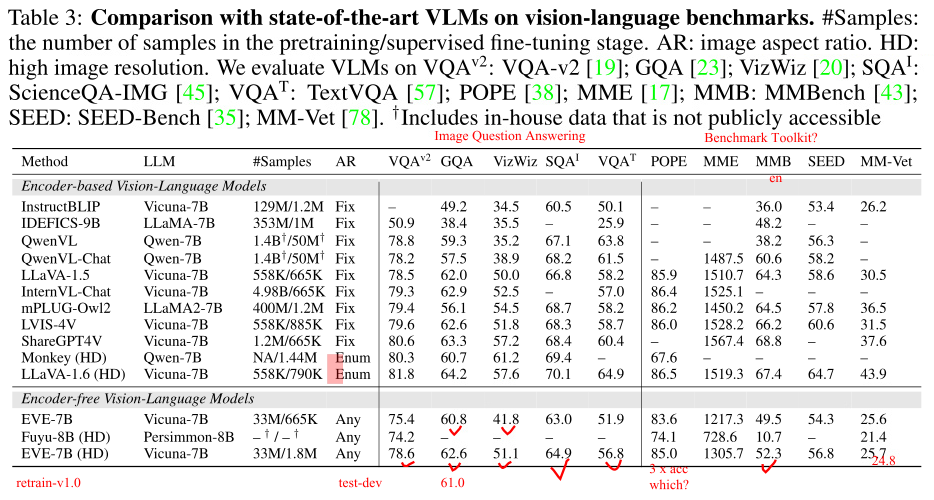 Table 3: Comparison with state-of-the-art VLMs on vision-language benchmarks. #Samples:
the number of samples in the pretraining/supervised fine-tuning stage. AR: image aspect ratio. HD:
high image resolution. We evaluate VLMs on VQAv2: VQA-v2 [19]; GQA [23]; VizWiz [20]; SQAI:
ScienceQA-IMG [45]; VQAT: TextVQA [57]; POPE [38]; MME [17]; MMB: MMBench [43];
SEED: SEED-Bench [35]; MM-Vet [78]. †Includes in-house data that is not publicly accessible
Image Question Answering Benchmark Toolkit?
Method LLM #Samples AR VQAv2 GQA VizWiz SQAI VQAT POPE MME MMB SEED MM-Vet
en
Encoder-based Vision-Language Models
InstructBLIP Vicuna-7B 129M/1.2M Fix – 49.2 34.5 60.5 50.1 – – 36.0 53.4 26.2
IDEFICS-9B LLaMA-7B 353M/1M Fix 50.9 38.4 35.5 – 25.9 – – 48.2 – –
QwenVL Qwen-7B 1.4B†/50M† Fix 78.8 59.3 35.2 67.1 63.8 – – 38.2 56.3 –
QwenVL-Chat Qwen-7B 1.4B†/50M† Fix 78.2 57.5 38.9 68.2 61.5 – 1487.5 60.6 58.2 –
LLaVA-1.5 Vicuna-7B 558K/665K Fix 78.5 62.0 50.0 66.8 58.2 85.9 1510.7 64.3 58.6 30.5
InternVL-Chat Vicuna-7B 4.98B/665K Fix 79.3 62.9 52.5 – 57.0 86.4 1525.1 – – –
mPLUG-Owl2 LLaMA2-7B 400M/1.2M Fix 79.4 56.1 54.5 68.7 58.2 86.2 1450.2 64.5 57.8 36.5
LVIS-4V Vicuna-7B 558K/885K Fix 79.6 62.6 51.8 68.3 58.7 86.0 1528.2 66.2 60.6 31.5
ShareGPT4V Vicuna-7B 1.2M/665K Fix 80.6 63.3 57.2 68.4 60.4 – 1567.4 68.8 – 37.6
Monkey (HD) Qwen-7B NA/1.44M Enum 80.3 60.7 61.2 69.4 – 67.6 – – – –
LLaVA-1.6 (HD) Vicuna-7B 558K/790K Enum 81.8 64.2 57.6 70.1 64.9 86.5 1519.3 67.4 64.7 43.9
Encoder-free Vision-Language Models
EVE-7B Vicuna-7B 33M/665K Any 75.4 60.8 41.8 63.0 51.9 83.6 1217.3 49.5 54.3 25.6
Fuyu-8B (HD) Persimmon-8B –†/–† Any 74.2 – – – – 74.1 728.6 10.7 – 21.4
EVE-7B (HD) Vicuna-7B 33M/1.8M Any 78.6 62.6 51.1 64.9 56.8 85.0 1305.7 52.3 56.8 25.7
24.8
3 x acc
retrain-v1.0 test-dev 61.0 which?